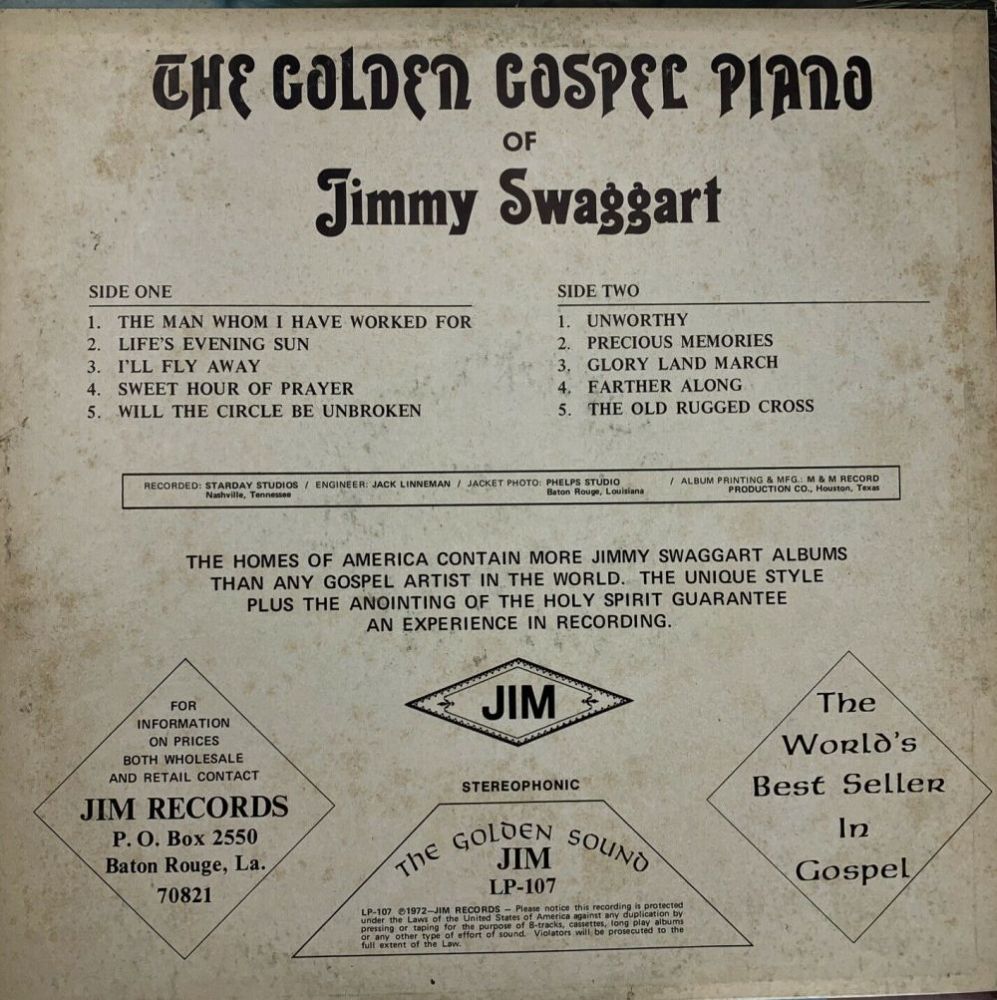 THE GOLDEN GOSPEL PIANO
OF
Jimmy Swaggart
SIDE ONE
1. THE MAN WHOM I HAVE WORKED FOR
2. LIFE'S EVENING SUN
3. I'LL FLY AWAY
4. SWEET HOUR OF PRAYER
5. WILL THE CIRCLE BE UNBROKEN
SIDE TWO
1. UNWORTHY
2. PRECIOUS MEMORIES
3. GLORY LAND MARCH
4. FARTHER ALONG
5. THE OLD RUGGED CROSS
RECORDED: STARDAY STUDIOS / ENGINEER: JACK LINNEMAN / JACKET PHOTO: PHELPS STUDIO / ALBUM PRINTING & MFG.: M & M RECORD
Nashville, Tennessee Baton Rouge, Louisiana PRODUCTION CO., Houston, Texas
THE HOMES OF AMERICA CONTAIN MORE JIMMY SWAGGART ALBUMS
THAN ANY GOSPEL ARTIST IN THE WORLD. THE UNIQUE STYLE
PLUS THE ANOINTING OF THE HOLY SPIRIT GUARANTEE
AN EXPERIENCE IN RECORDING.
FOR
INFORMATION
ON PRICES
BOTH WHOLESALE
AND RETAIL CONTACT
JIM RECORDS
P. O. Box 2550
Baton Rouge, La.
70821
JIM
STEREOPHONIC
THE GOLDEN SOUND
JIM
LP-107
LP-107 ℗1972—JIM RECORDS — Please notice this recording is protected
under the Laws of the United States of America against any duplication by
pressing or taping for the purpose of 8-tracks, cassettes, long play albums
or any other type of effort of sound. Violators will be prosecuted to the
full extent of the Law.
The
World's
Best Seller
In
Gospel